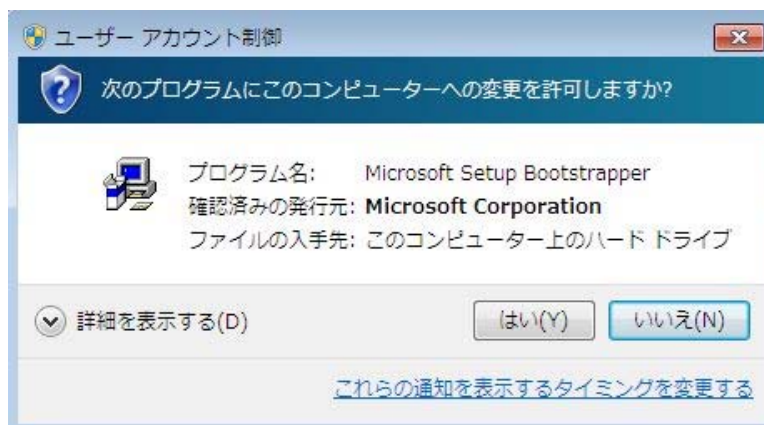 ユーザー アカウント制御
次のプログラムにこのコンピューターへの変更を許可しますか?
プログラム名: Microsoft Setup Bootstrapper
確認済みの発行元: Microsoft Corporation
ファイルの入手先: このコンピューター上のハード ドライブ
詳細を表示する(D) はい(Y) いいえ(N)
これらの通知を表示するタイミングを変更する